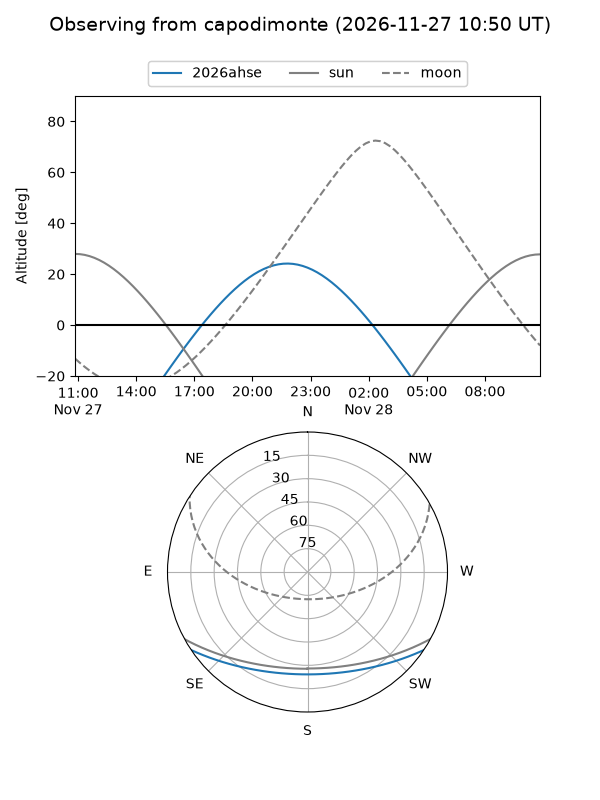 Observing from capodimonte (2026-11-27 10:50 UT)
2026ahse sun moon
Altitude [deg]
80
60
40
20
0
−20
11:00 14:00 17:00 20:00 23:00 02:00 05:00 08:00
Nov 27 Nov 28
N
NE NW
15
30
45
60
75
E W
SE SW
S